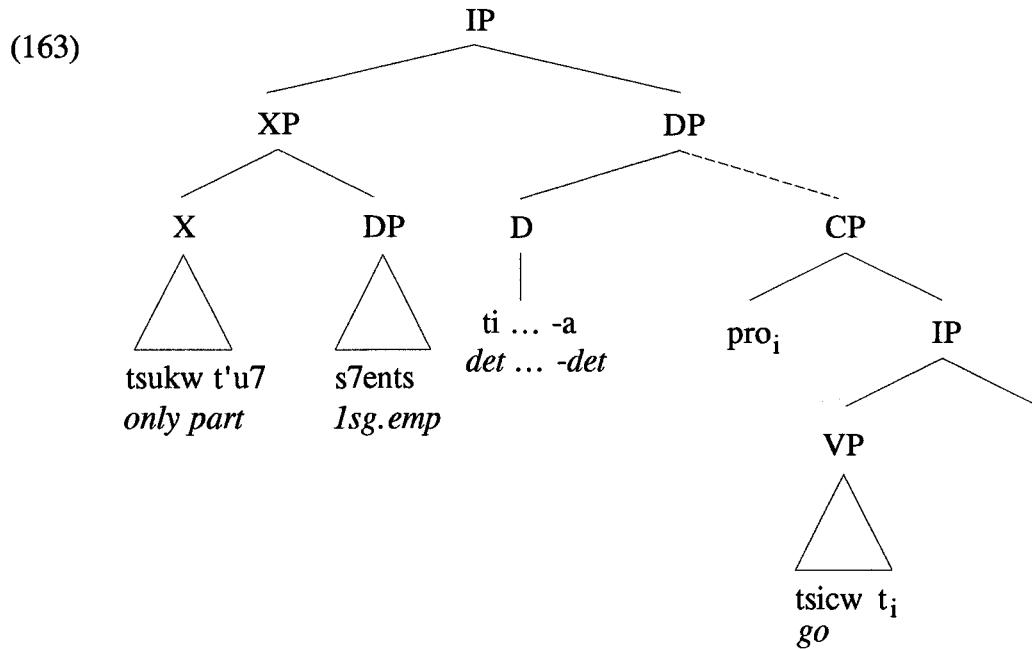 IP
(163)
XP DP
X DP D CP
ti … -a
det … -det
pro_i IP
tsukw t'u7 s7ents
only part 1sg.emp
VP
tsicw t_i
go